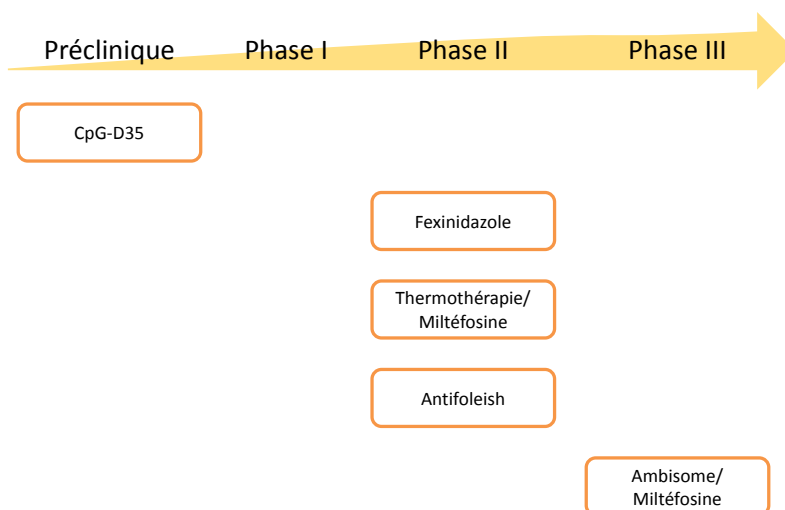 Préclinique Phase I Phase II Phase III
CpG-D35
Fexinidazole
Thermothérapie/
Miltéfosine
Antifoleish
Ambisome/
Miltéfosine